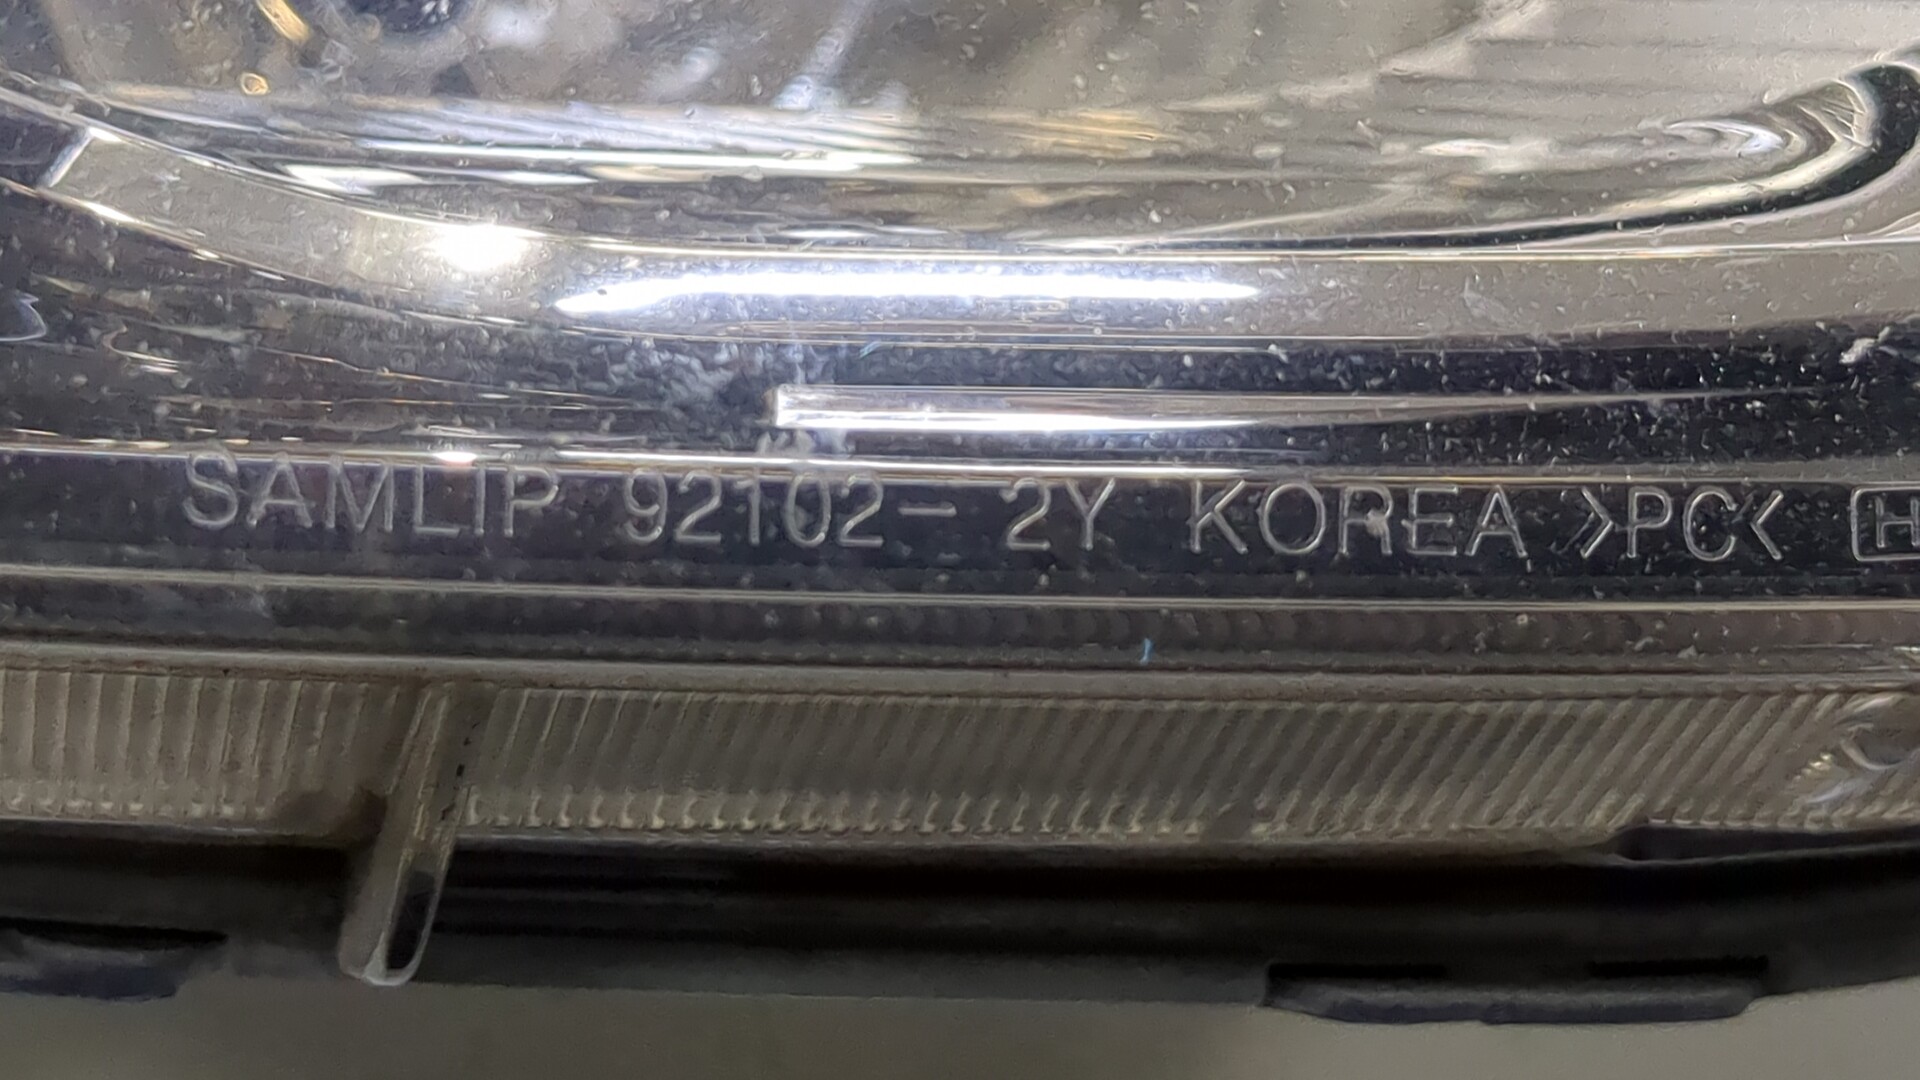 SAMLIP 92102- 2Y KOREA >PC< H